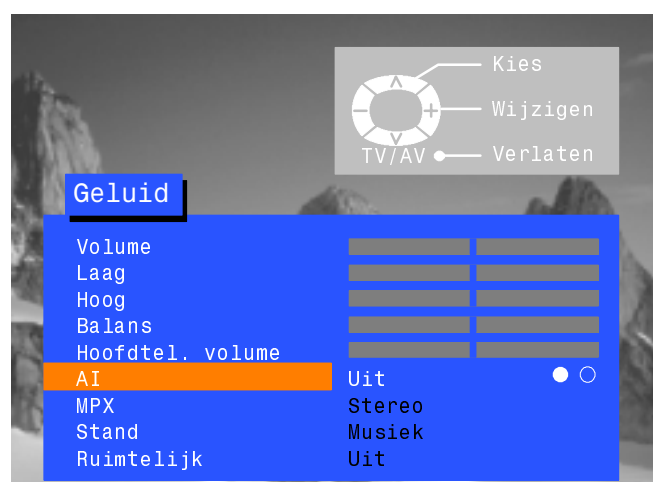 Kies
Wijzigen
TV/AV Verlaten
Geluid
Volume
Laag
Hoog
Balans
Hoofdtel. volume
AI Uit
MPX Stereo
Stand Musiek
Ruimtelijk Uit